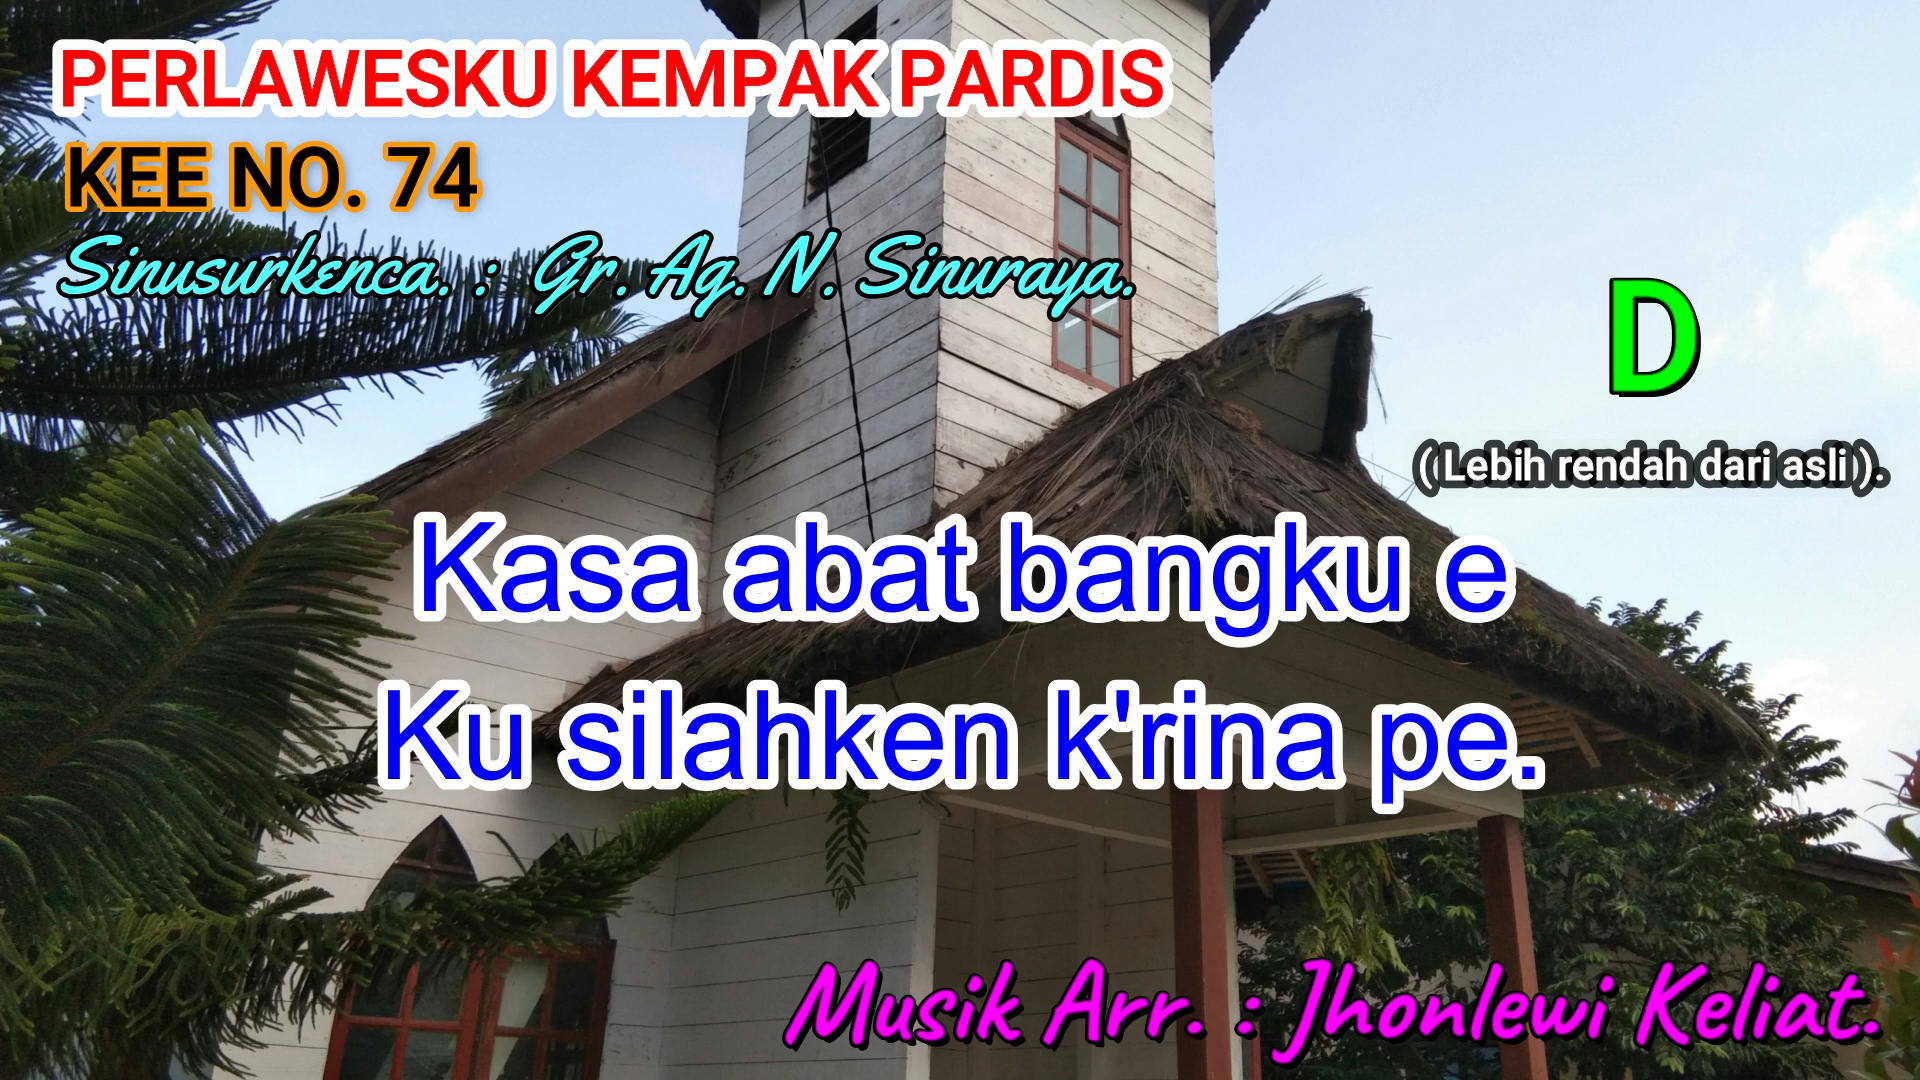 PERLAWESKU KEMPAK PARDIS
KEE NO. 74
Sinusurkenca. : Gr. Ag. N. Sinuraya.
D
( Lebih rendah dari asli ).
Kasa abat bangku e
Ku silahken k'rina pe.
Musik Arr. : Jhonlewi Keliat.